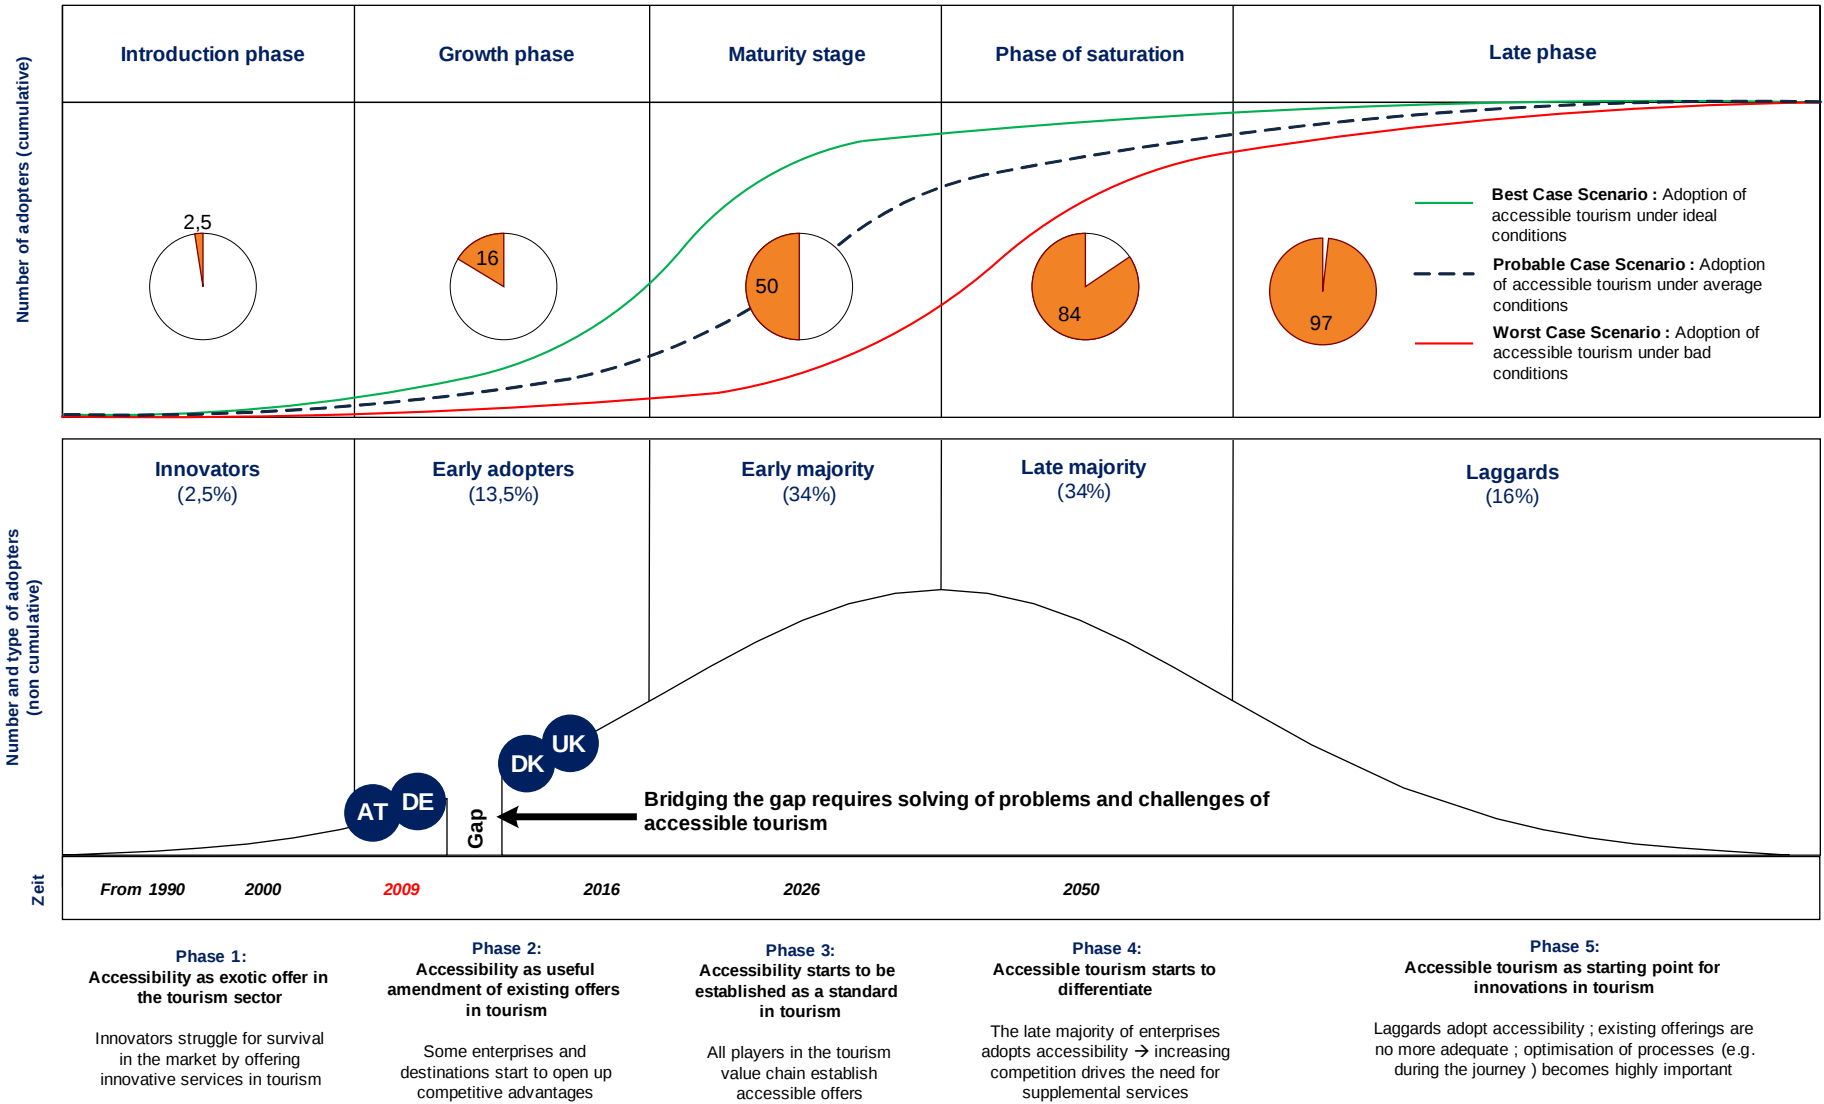 Introduction phase
Growth phase
Maturity stage
Phase of saturation
Late phase
Number of adopters (cumulative)
2,5
16
50
84
97
Best Case Scenario : Adoption of
accessible tourism under ideal
conditions
Probable Case Scenario : Adoption
of accessible tourism under average
conditions
Worst Case Scenario : Adoption of
accessible tourism under bad
conditions
Number and type of adopters
(non cumulative)
Innovators
(2,5%)
Early adopters
(13,5%)
Early majority
(34%)
Late majority
(34%)
Laggards
(16%)
AT
DE
DK
UK
Gap
Bridging the gap requires solving of problems and challenges of
accessible tourism
Zeit
From 1990
2000
2009
2016
2026
2050
Phase 1:
Accessibility as exotic offer in
the tourism sector
Innovators struggle for survival
in the market by offering
innovative services in tourism
Phase 2:
Accessibility as useful
amendment of existing offers
in tourism
Some enterprises and
destinations start to open up
competitive advantages
Phase 3:
Accessibility starts to be
established as a standard
in tourism
All players in the tourism
value chain establish
accessible offers
Phase 4:
Accessible tourism starts to
differentiate
The late majority of enterprises
adopts accessibility → increasing
competition drives the need for
supplemental services
Phase 5:
Accessible tourism as starting point for
innovations in tourism
Laggards adopt accessibility ; existing offerings are
no more adequate ; optimisation of processes (e.g.
during the journey ) becomes highly important